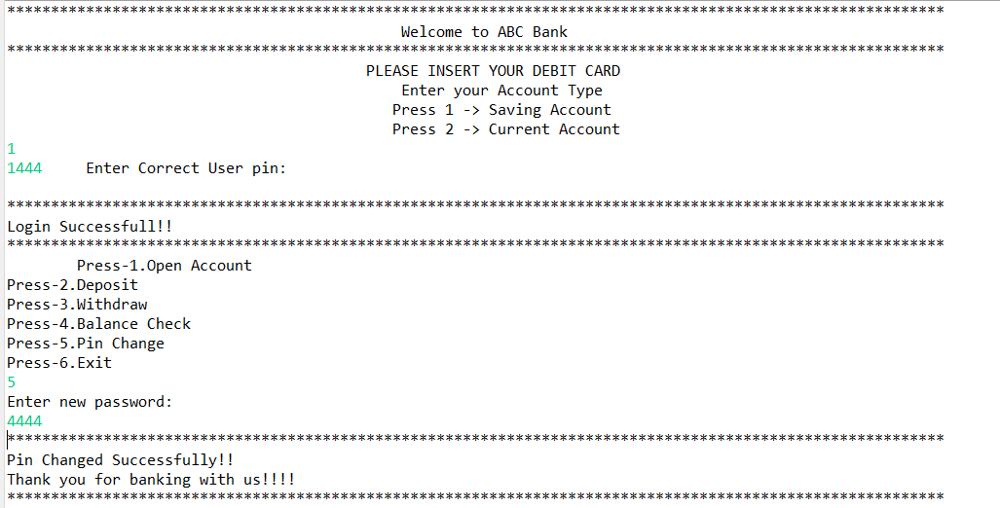 ***********************************************************************************************************
Welcome to ABC Bank
***********************************************************************************************************
PLEASE INSERT YOUR DEBIT CARD
Enter your Account Type
Press 1 -> Saving Account
Press 2 -> Current Account
1
1444     Enter Correct User pin:
***********************************************************************************************************
Login Successfull!!
***********************************************************************************************************
Press-1.Open Account
Press-2.Deposit
Press-3.Withdraw
Press-4.Balance Check
Press-5.Pin Change
Press-6.Exit
5
Enter new password:
4444
***********************************************************************************************************
Pin Changed Successfully!!
Thank you for banking with us!!!!
***********************************************************************************************************